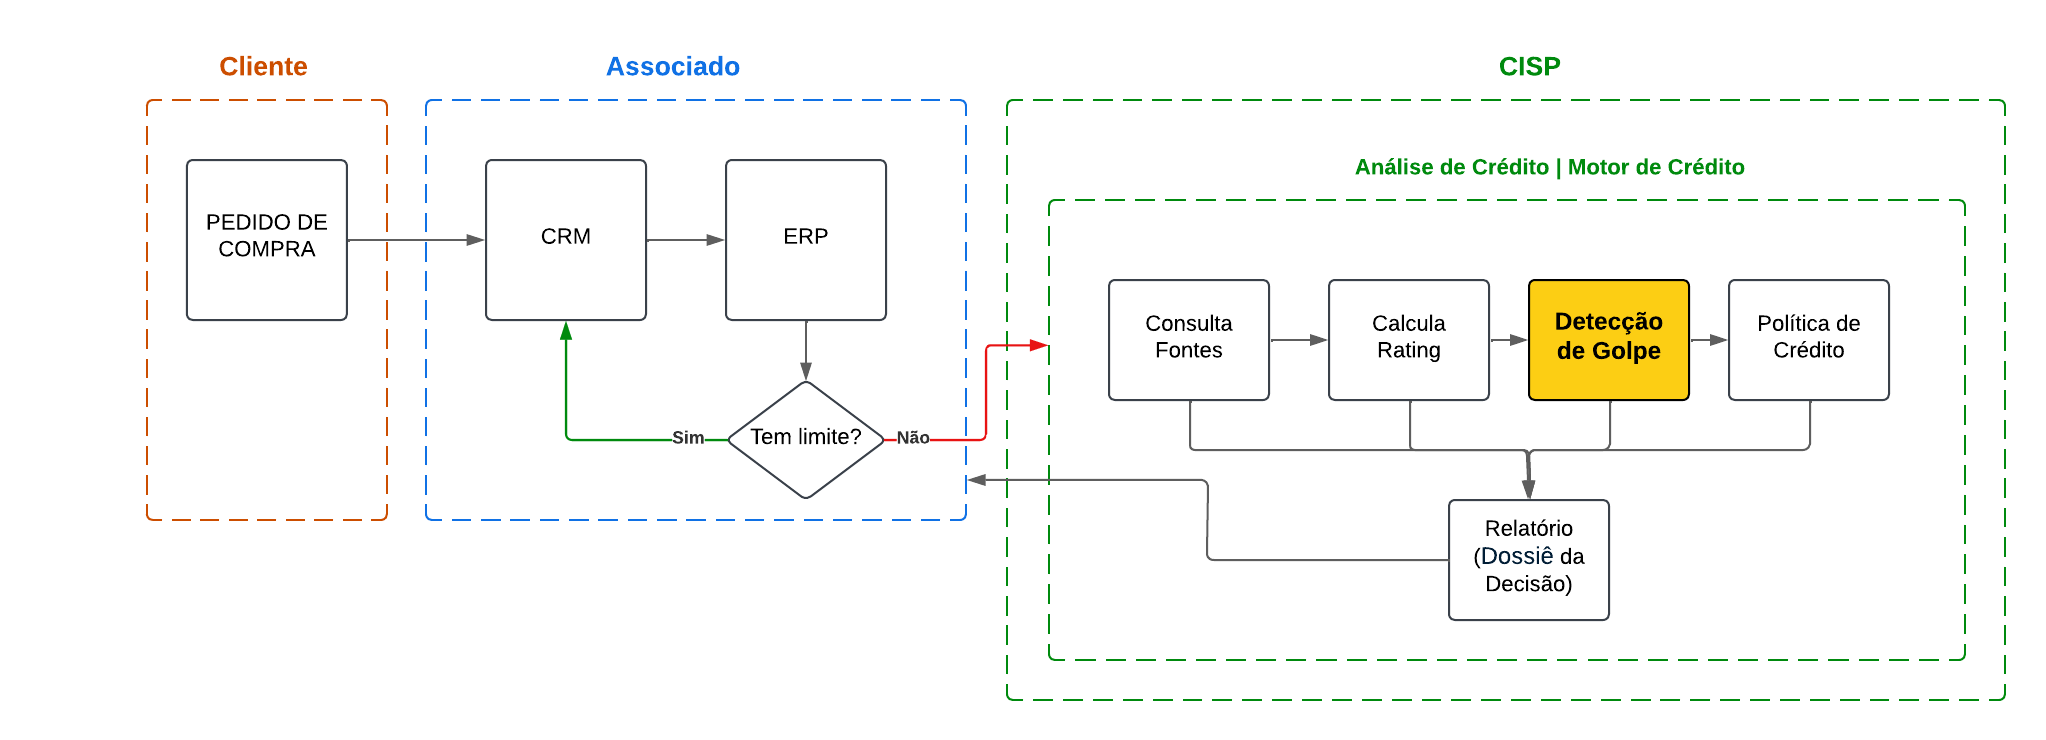 Cliente
Associado
CISP
Análise de Crédito | Motor de Crédito
PEDIDO DE
COMPRA
CRM
ERP
Tem limite?
Sim
Não
Consulta
Fontes
Calcula
Rating
Detecção
de Golpe
Política de
Crédito
Relatório
(Dossiê da
Decisão)